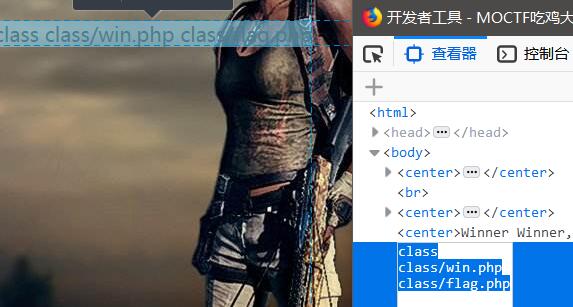 class class/win.php class/flag.php
开发者工具 - MOCTF吃鸡大
查看器
控制台
<html>
<head> ••• </head>
<body>
<center> ••• </center>
<br>
<center> ••• </center>
<center>Winner Winner,
class
class/win.php
class/flag.php